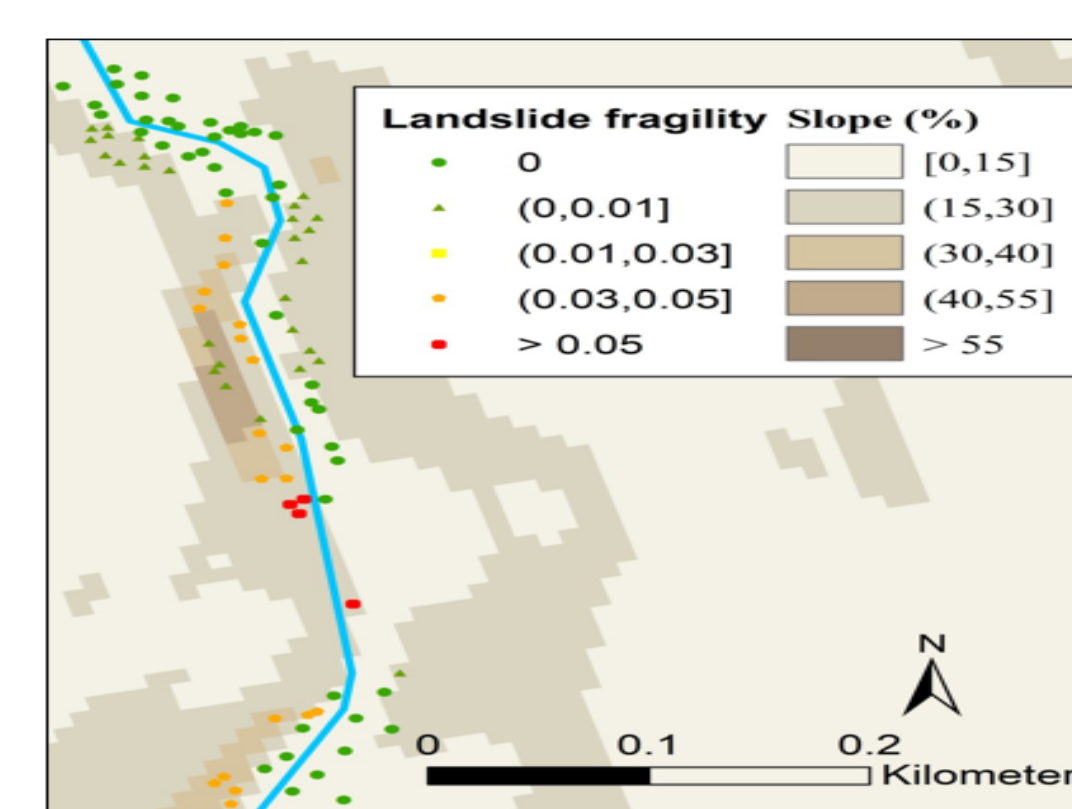 Landslide fragility Slope (%)
0 [0,15]
(0,0.01] (15,30]
(0.01,0.03] (30,40]
(0.03,0.05] (40,55]
> 0.05 > 55
N
0 0.1 0.2
Kilometer